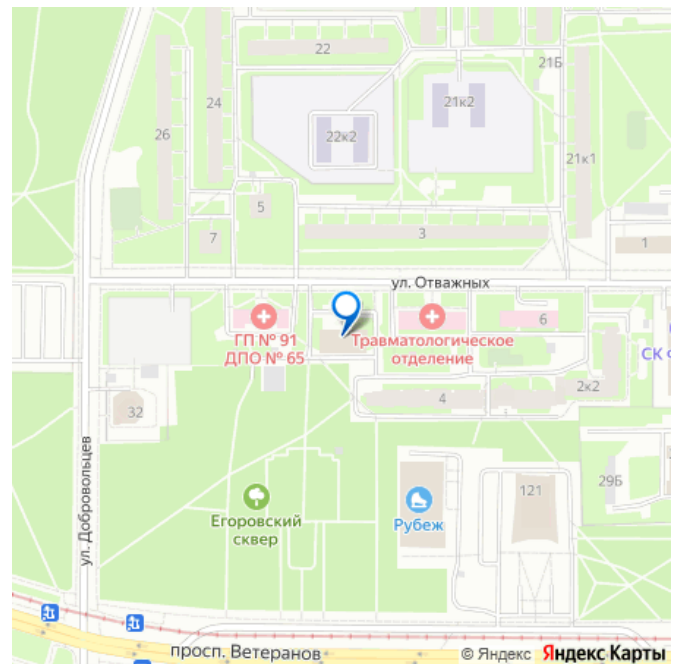 22
21Б
24
21к2
26
22к2
21к1
5
7
3
1
ул. Отважных
ГП № 91
ДПО № 65
Травматологическое
отделение
6
СК Ф
2к2
4
32
ул. Добровольцев
Егоровский
сквер
Рубеж
121
29Б
просп. Ветеранов
© Яндекс Яндекс Карты